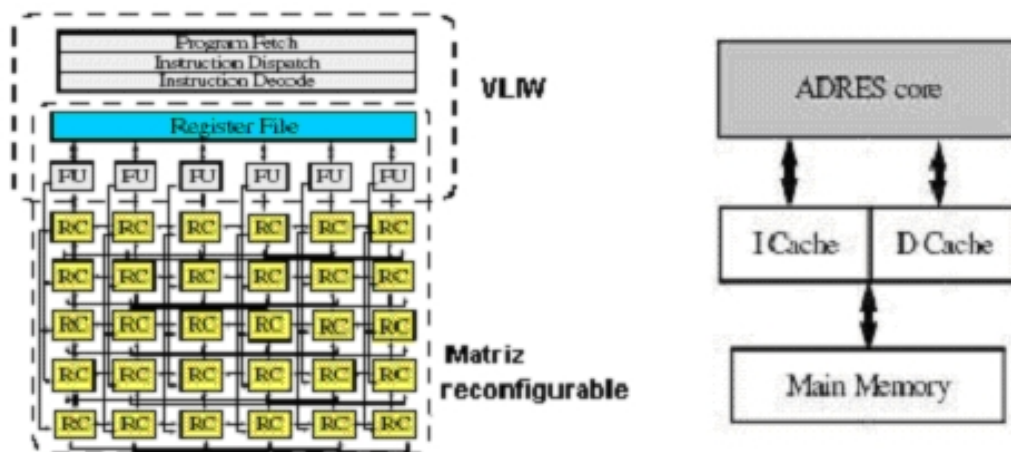 Program Fetch
Instruction Dispatch
Instruction Decode
VLIW
Register File
FU FU FU FU FU FU
RC RC RC RC RC RC
RC RC RC RC RC RC
RC RC RC RC RC RC
RC RC RC RC RC RC
RC RC RC RC RC RC
Matriz
reconfigurable
ADRES core
I Cache D Cache
Main Memory